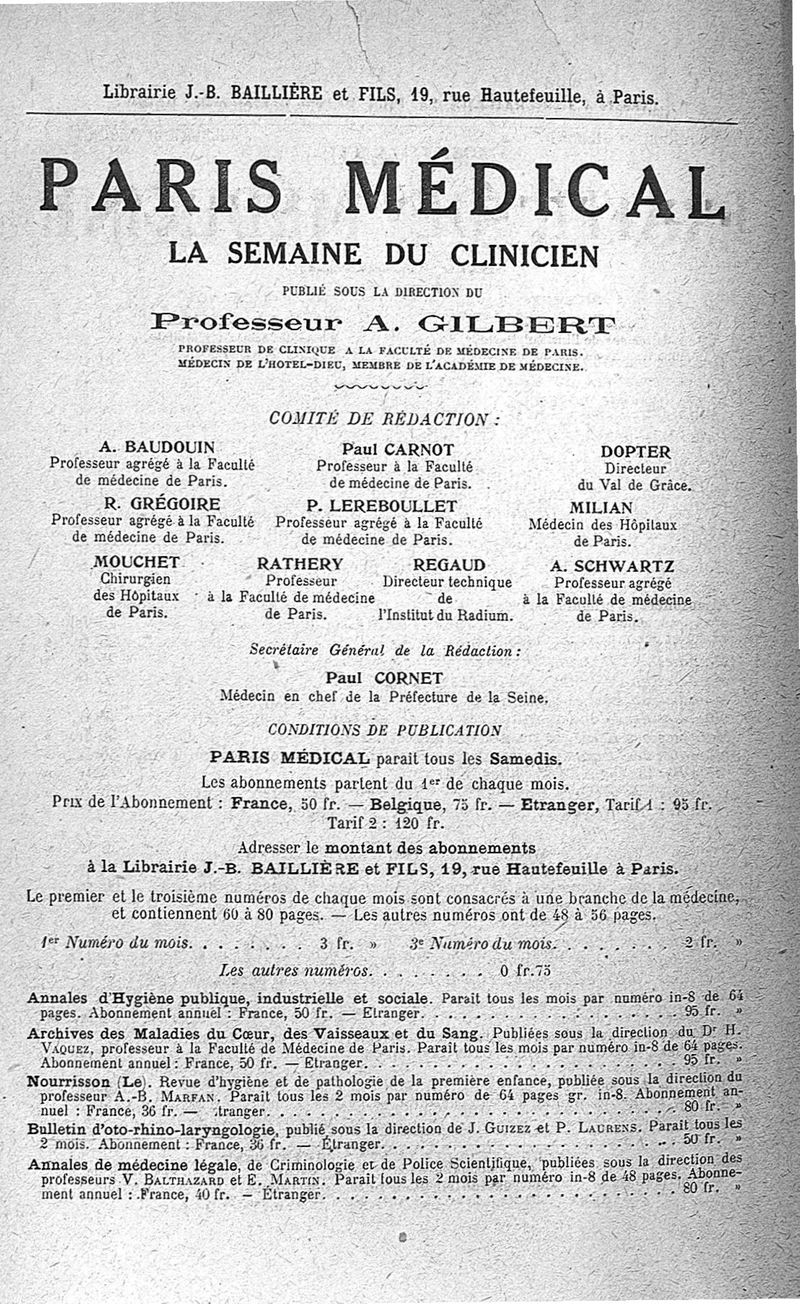 Librairie J.-B. BAILLIÈRE et FILS, 19, rue Hautefeuille, à Paris.
PARIS MÉDICAL
LA SEMAINE DU CLINICIEN
PUBLIÉ SOUS LA DIRECTION DU
Professeur A. GILBERT
PROFESSEUR DE CLINIQUE A LA FACULTÉ DE MÉDECINE DE PARIS.
MÉDECIN DE L'HOTEL-DIEU, MEMBRE DE L'ACADÉMIE DE MÉDECINE.
COMITÉ DE RÉDACTION :
A. BAUDOUIN
Professeur agrégé à la Faculté
de médecine de Paris.
Paul CARNOT
Professeur à la Faculté
de médecine de Paris.
DOPTER
Directeur
du Val de Grâce.
R. GRÉGOIRE
Professeur agrégé à la Faculté
de médecine de Paris.
P. LEREBOULLET
Professeur agrégé à la Faculté
de médecine de Paris.
MILIAN
Médecin des Hôpitaux
de Paris.
MOUCHET
Chirurgien
des Hôpitaux
de Paris.
RATHERY
Professeur
à la Faculté de médecine
de Paris.
REGAUD
Directeur technique
de
l'Institut du Radium.
A. SCHWARTZ
Professeur agrégé
à la Faculté de médecine
de Paris.
Secrétaire Général de la Rédaction :
Paul CORNET
Médecin en chef de la Préfecture de la Seine.
CONDITIONS DE PUBLICATION
PARIS MÉDICAL parait tous les Samedis.
Les abonnements partent du 1er de chaque mois.
Prix de l'Abonnement : France, 50 fr. — Belgique, 75 fr. — Etranger, Tarif 1 : 95 fr.
Tarif 2 : 120 fr.
Adresser le montant des abonnements
à la Librairie J.-B. BAILLIÈRE et FILS, 19, rue Hautefeuille à Paris.
Le premier et le troisième numéros de chaque mois sont consacrés à une branche de la médecine,
et contiennent 60 à 80 pages. — Les autres numéros ont de 48 à 56 pages.
1er Numéro du mois. . . . . . . . 3 fr. » 3e Numéro du mois. . . . . . . . . 2 fr. »
Les autres numéros. . . . . . . . . 0 fr.75
Annales d'Hygiène publique, industrielle et sociale. Parait tous les mois par numéro in-8 de 64
pages. Abonnement annuel : France, 50 fr. — Etranger. . . . . . . . . . . . . . . . . . . . 95 fr. »
Archives des Maladies du Cœur, des Vaisseaux et du Sang. Publiées sous la direction du Dr H.
VAQUEZ, professeur à la Faculté de Médecine de Paris. Parait tous les mois par numéro in-8 de 64 pages.
Abonnement annuel : France, 50 fr. — Etranger. . . . . . . . . . . . . . . . . . . . 95 fr. »
Nourrisson (Le). Revue d'hygiène et de pathologie de la première enfance, publiée sous la direction du
professeur A.-B. MARFAN. Parait tous les 2 mois par numéro de 64 pages gr. in-8. Abonnement an-
nuel : France, 36 fr. — tranger. . . . . . . . . . . . . . . . . . . . 80 fr. »
Bulletin d'oto-rhino-laryngologie, publié sous la direction de J. GUIZEZ et P. LAURENS. Parait tous les
2 mois. Abonnement : France, 36 fr. — Étranger. . . . . . . . . . . . . . . . . . . . 50 fr. »
Annales de médecine légale, de Criminologie et de Police Scientifique, publiées sous la direction des
professeurs V. BALTHAZARD et E. MARTIN. Parait tous les 2 mois par numéro in-8 de 48 pages. Abonne-
ment annuel : France, 40 fr. — Étranger. . . . . . . . . . . . . . . . . . . . 80 fr. »